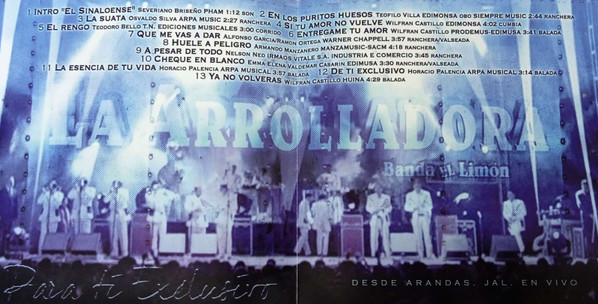 1 INTRO "EL SINALOENSE" SEVERIANO BRISEÑO PHAM 1:12 SON 2 EN LOS PURITOS HUESOS TEOFILO VILLA EDIMONSA OBO SIEMPRE MUSIC 2:44 RANCHERA
3 LA SUATA OSVALDO SILVA ARPA MUSIC 2:27 RANCHERA 4 SI TU AMOR NO VUELVE WILFRAN CASTILLO EDIMONSA 4:02 CUMBIA
5 EL RENGO TEODORO BELLO T.N. EDICIONES MUSICALES 3:00 CORRIDO 6 ENTREGAME TU AMOR WILFRAN CASTILLO PRODEMUS-EDIMUSA 3:41 BALADA
7 QUE ME VAS A DAR ALFONSO GARCIA/RAMON ORTEGA WARNER CHAPPELL 3:57 RANCHERA/VALSEADA
8 HUELE A PELIGRO ARMANDO MANZANERO MANZAMUSIC-SACM 4:18 RANCHERA
9 A PESAR DE TODO NELSON NED IRMAOS VITALE S.A. INDUSTRIA E COMERCIO 3:45 RANCHERA
10 CHEQUE EN BLANCO EMMA ELENA VALDEMAR CASARIN EDIMUSA 3:30 RANCHERA/VALSEADA
11 LA ESENCIA DE TU VIDA HORACIO PALENCIA ARPA MUSICAL 3:57 BALADA 12 DE TI EXCLUSIVO HORACIO PALENCIA ARPA MUSICAL 3:14 BALADA
13 YA NO VOLVERAS WILFRAN CASTILLO HUINA 4:29 BALADA
LA ARROLLADORA
Banda el Limón
Para ti Exclusivo
DESDE ARANDAS, JAL. EN VIVO